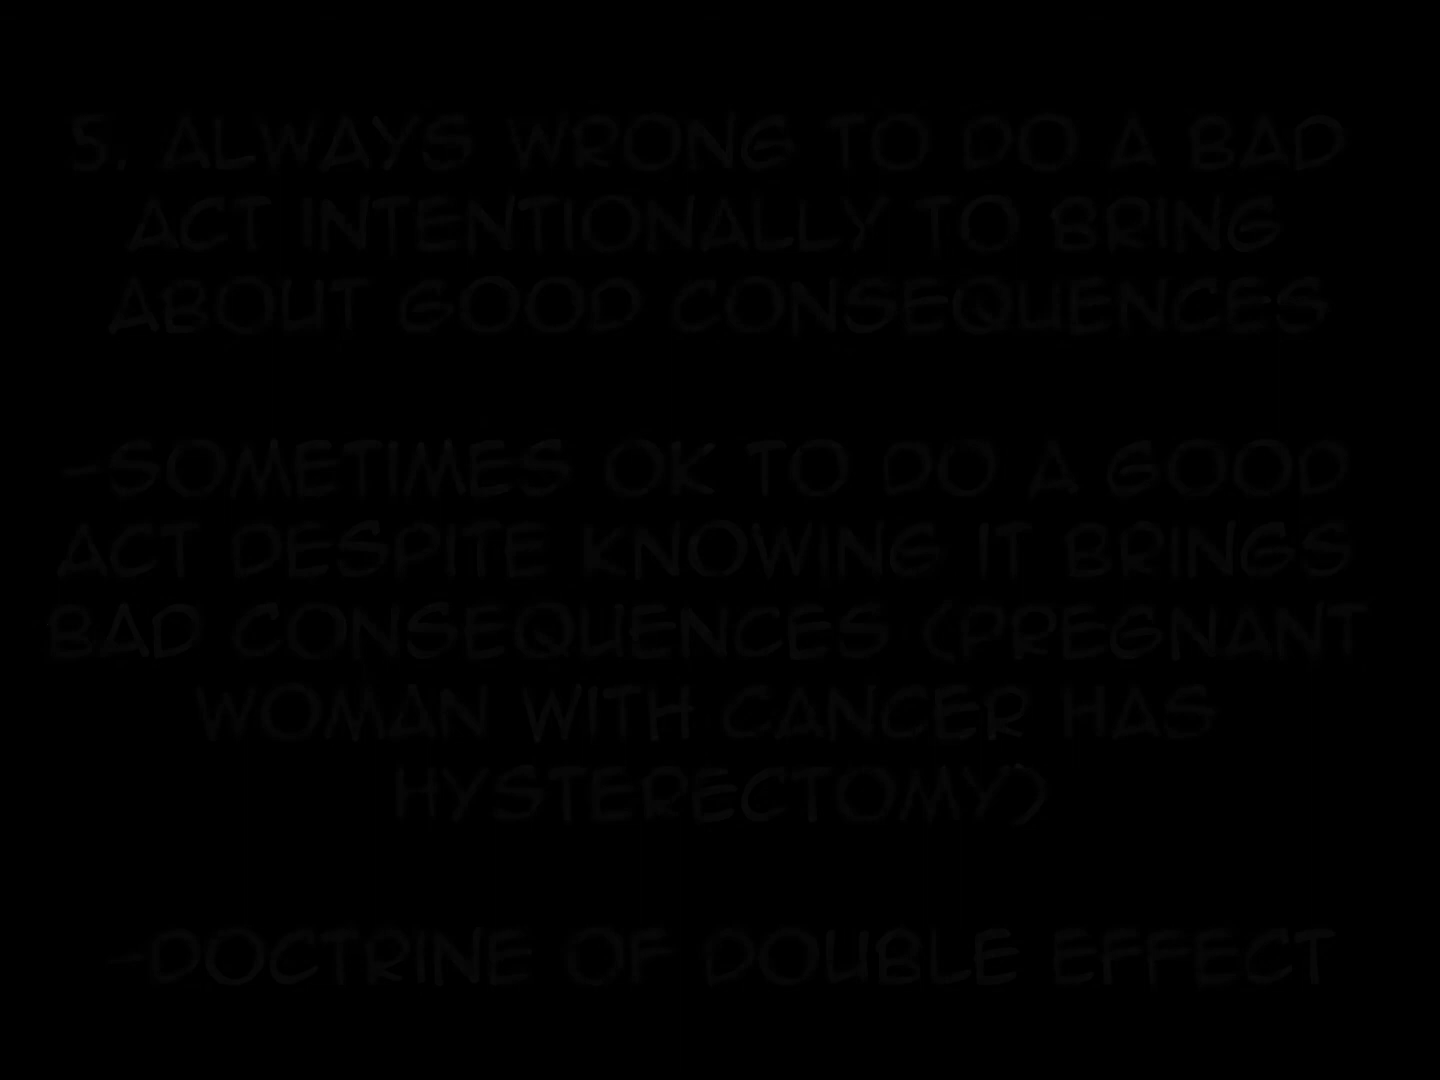 5. ALWAYS WRONG TO DO A BAD
ACT INTENTIONALLY TO BRING
ABOUT GOOD CONSEQUENCES
-SOMETIMES OK TO DO A GOOD
ACT DESPITE KNOWING IT BRINGS
BAD CONSEQUENCES (PREGNANT
WOMAN WITH CANCER HAS
HYSTERECTOMY)
-DOCTRINE OF DOUBLE EFFECT